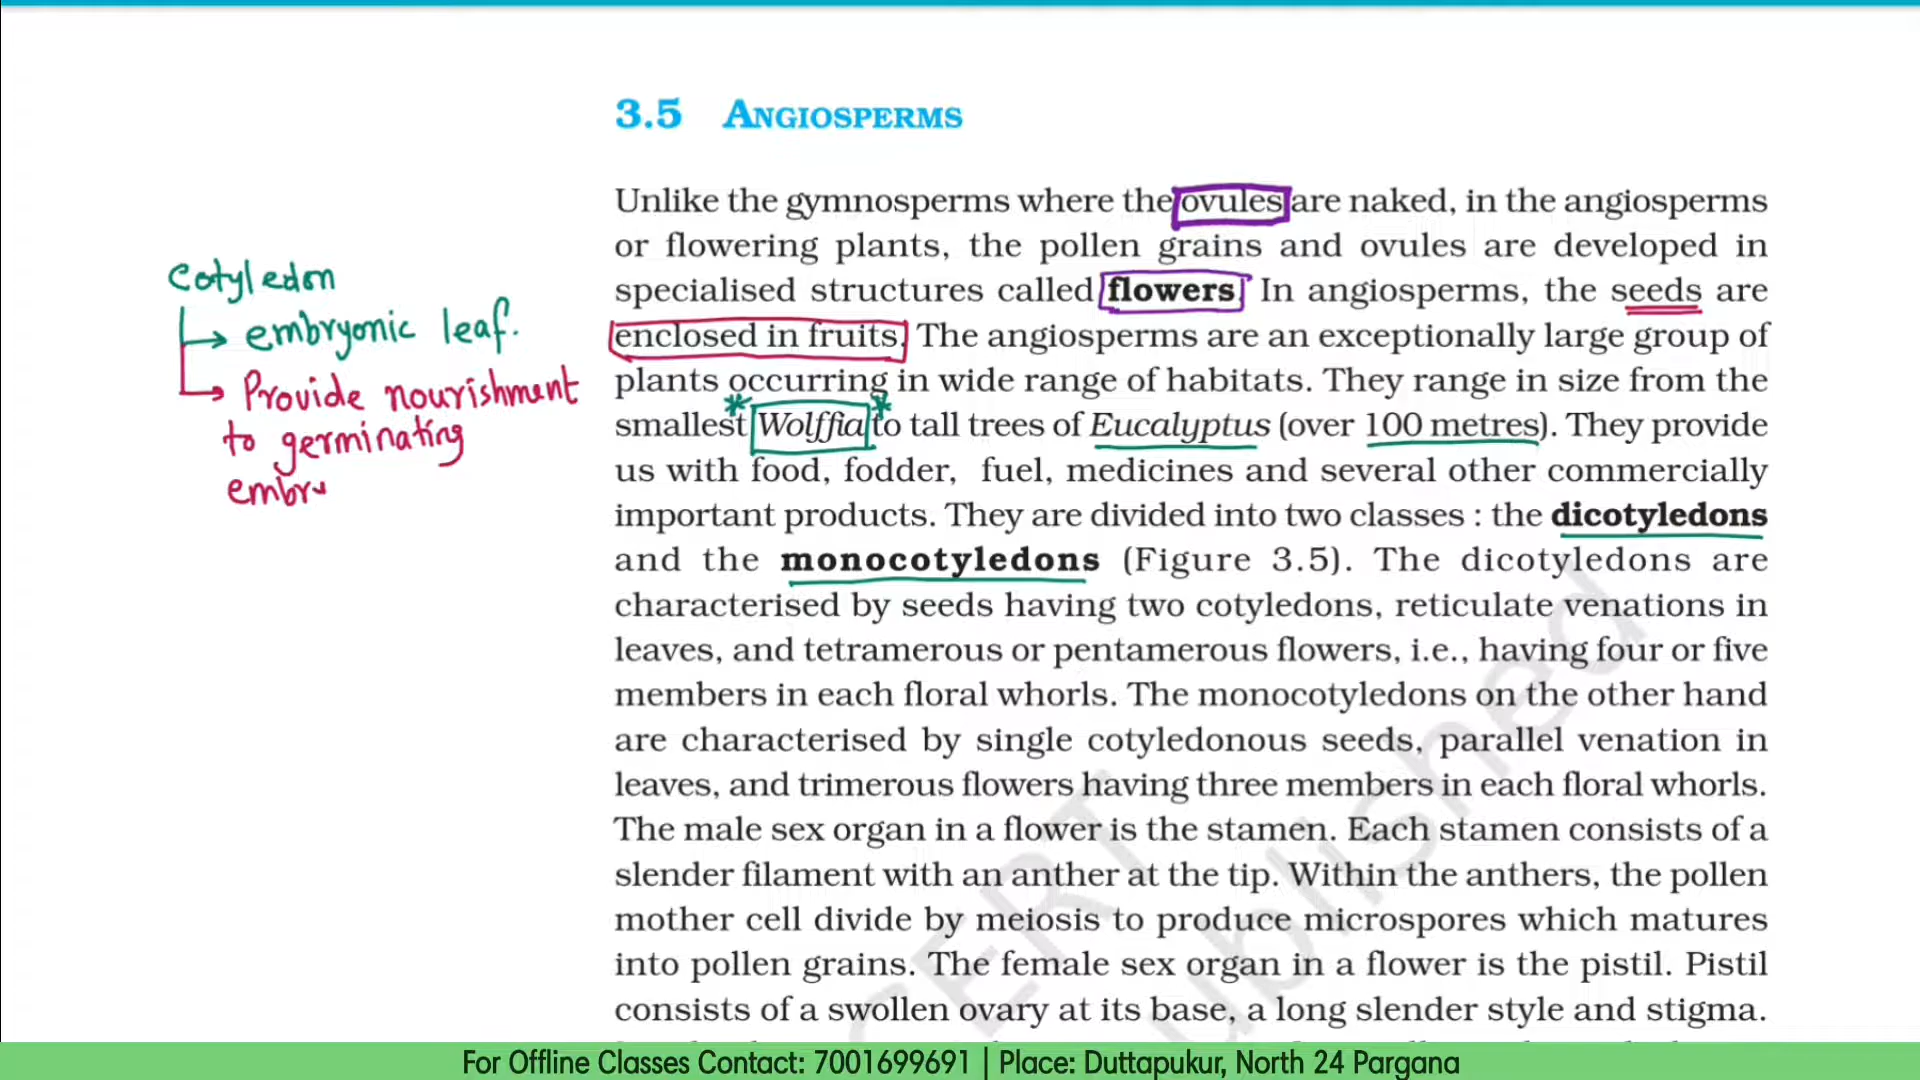 3.5 ANGIOSPERMS
Unlike the gymnosperms where the ovules are naked, in the angiosperms
or flowering plants, the pollen grains and ovules are developed in
specialised structures called flowers. In angiosperms, the seeds are
enclosed in fruits. The angiosperms are an exceptionally large group of
plants occurring in wide range of habitats. They range in size from the
smallest Wolffia to tall trees of Eucalyptus (over 100 metres). They provide
us with food, fodder, fuel, medicines and several other commercially
important products. They are divided into two classes : the dicotyledons
and the monocotyledons (Figure 3.5). The dicotyledons are
characterised by seeds having two cotyledons, reticulate venations in
leaves, and tetramerous or pentamerous flowers, i.e., having four or five
members in each floral whorls. The monocotyledons on the other hand
are characterised by single cotyledonous seeds, parallel venation in
leaves, and trimerous flowers having three members in each floral whorls.
The male sex organ in a flower is the stamen. Each stamen consists of a
slender filament with an anther at the tip. Within the anthers, the pollen
mother cell divide by meiosis to produce microspores which matures
into pollen grains. The female sex organ in a flower is the pistil. Pistil
consists of a swollen ovary at its base, a long slender style and stigma.
Cotyledon
→ embryonic leaf.
→ Provide nourishment
to germinating
embry
For Offline Classes Contact: 7001699691 | Place: Duttapukur, North 24 Pargana